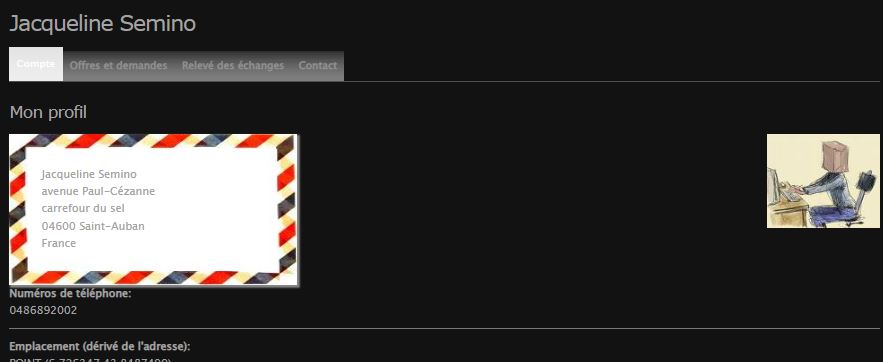 Jacqueline Semino
Compte Offres et demandes Relevé des échanges Contact
Mon profil
Jacqueline Semino
avenue Paul-Cézanne
carrefour du sel
04600 Saint-Auban
France
Numéros de téléphone:
0486892002
Emplacement (dérivé de l'adresse):
POINT